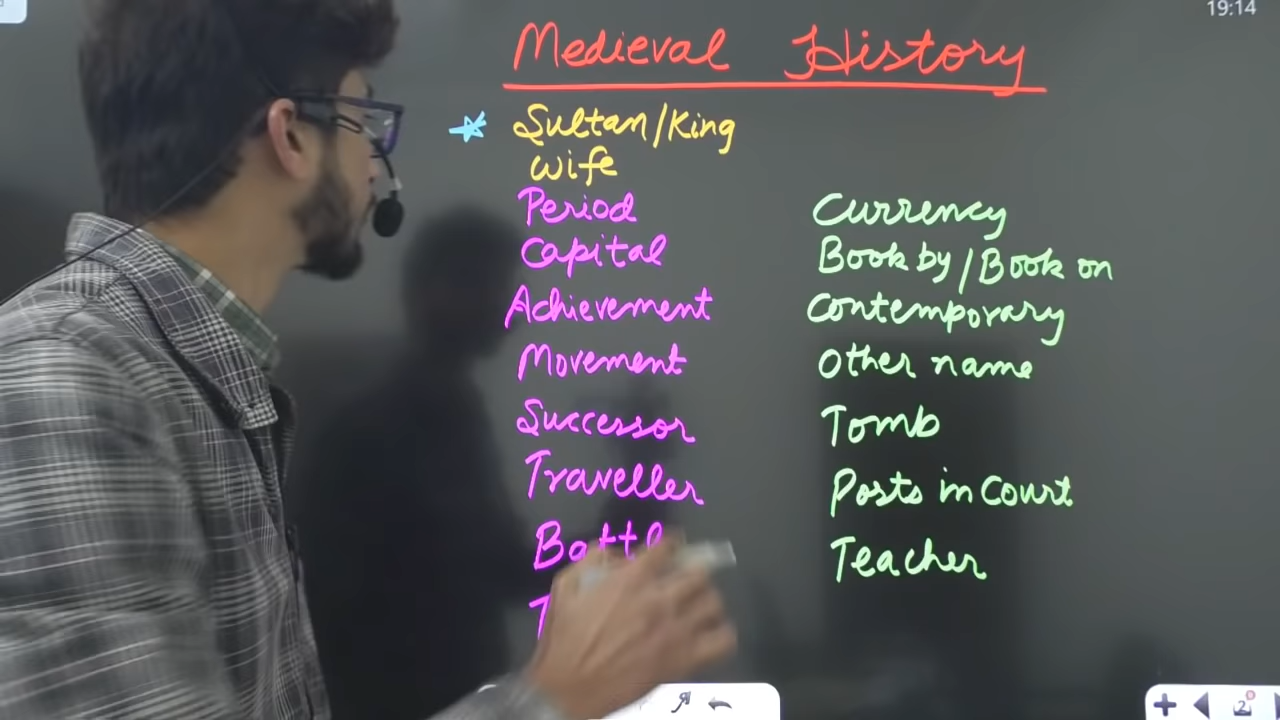 19:14
Medieval History
Sultan/King
Wife
Period
Capital
Achievement
Movement
Successor
Traveller
Currency
Book by/Book on
Contemporary
Other name
Tomb
Posts in Court
Teacher
2